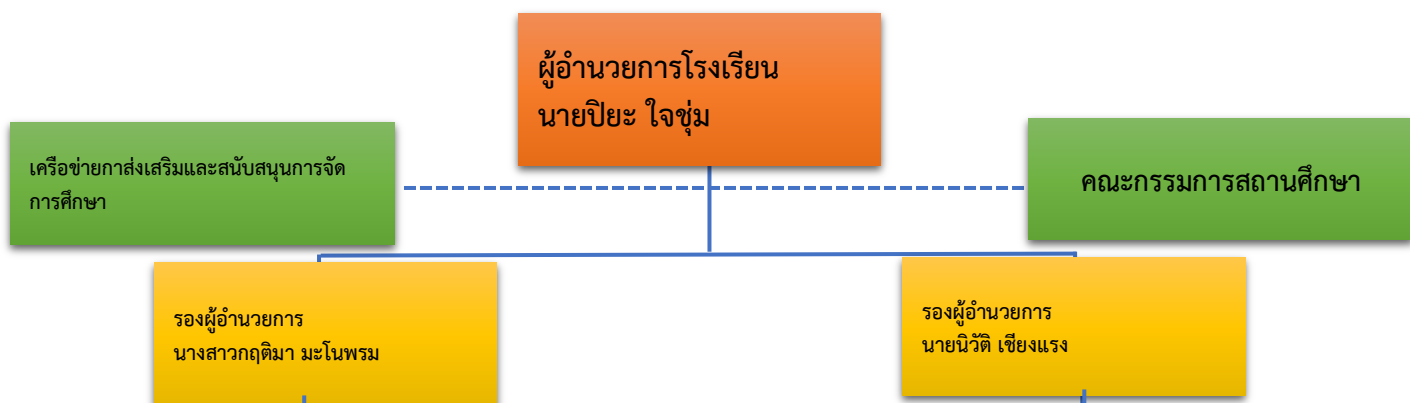 ผู้อำนวยการโรงเรียน
นายปิยะ ใจชุ่ม
เครือข่ายกาส่งเสริมและสนับสนุนการจัด
การศึกษา
คณะกรรมการสถานศึกษา
รองผู้อำนวยการ
นางสาวกฤติมา มะโนพรม
รองผู้อำนวยการ
นายนิวัติ เชียงแรง